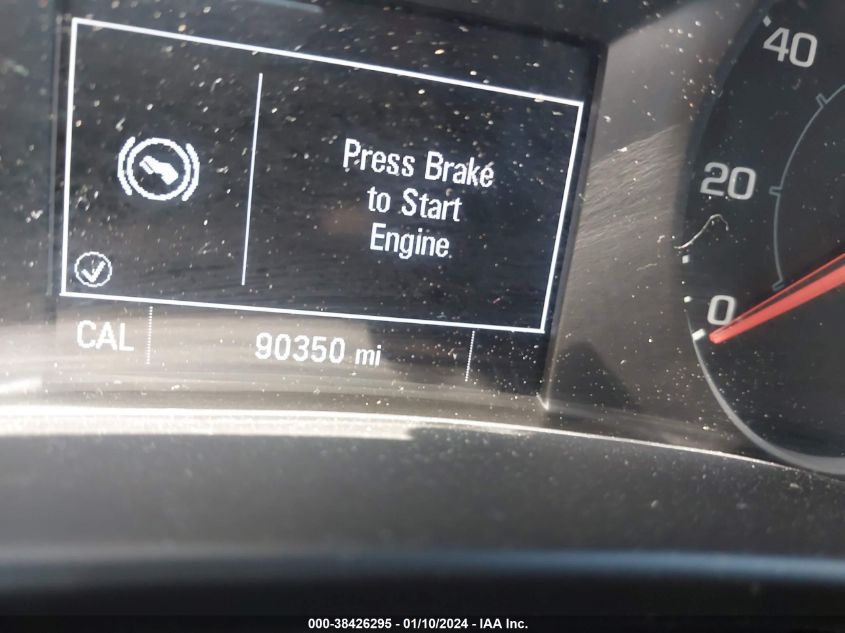 Press Brake
to Start
Engine
CAL
90350 mi
40
20
0
000-38426295 - 01/10/2024 - IAA Inc.